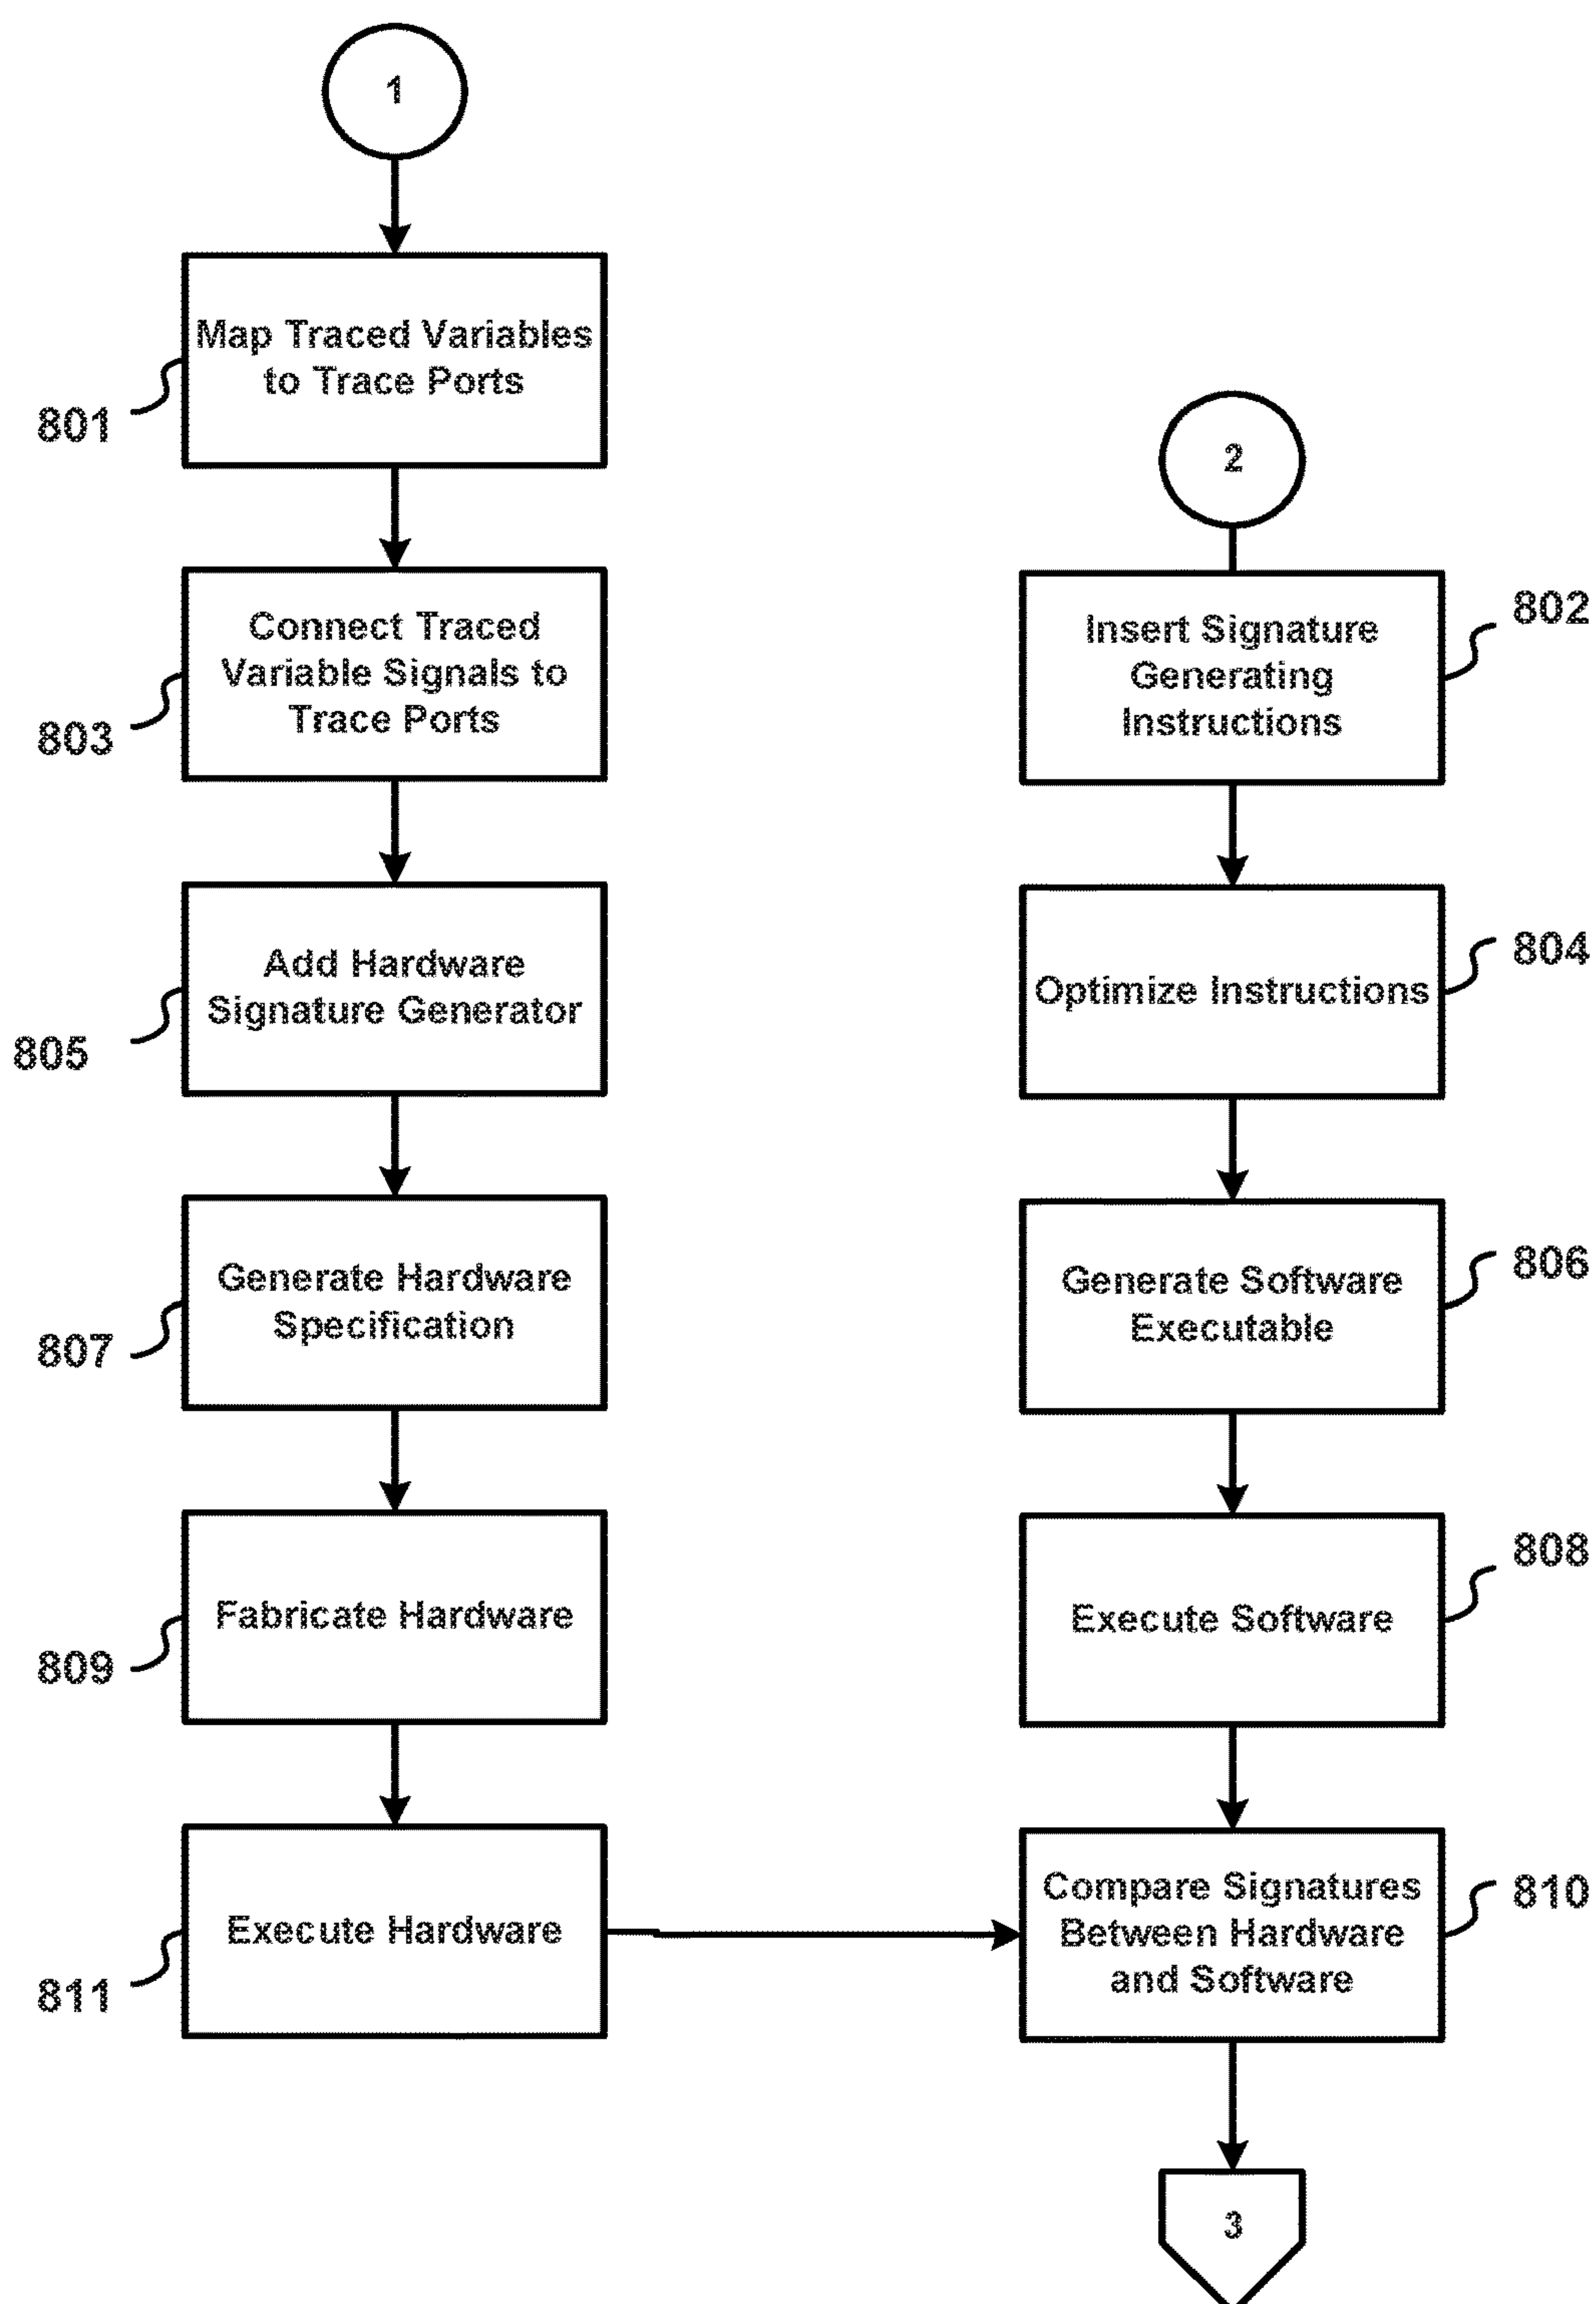 1
Map Traced Variables
to Trace Ports
801
Connect Traced
Variable Signals to
Trace Ports
803
Add Hardware
Signature Generator
805
Generate Hardware
Specification
807
Fabricate Hardware
809
Execute Hardware
811
2
Insert Signature
Generating
Instructions
802
Optimize Instructions
804
Generate Software
Executable
806
Execute Software
808
Compare Signatures
Between Hardware
and Software
810
3